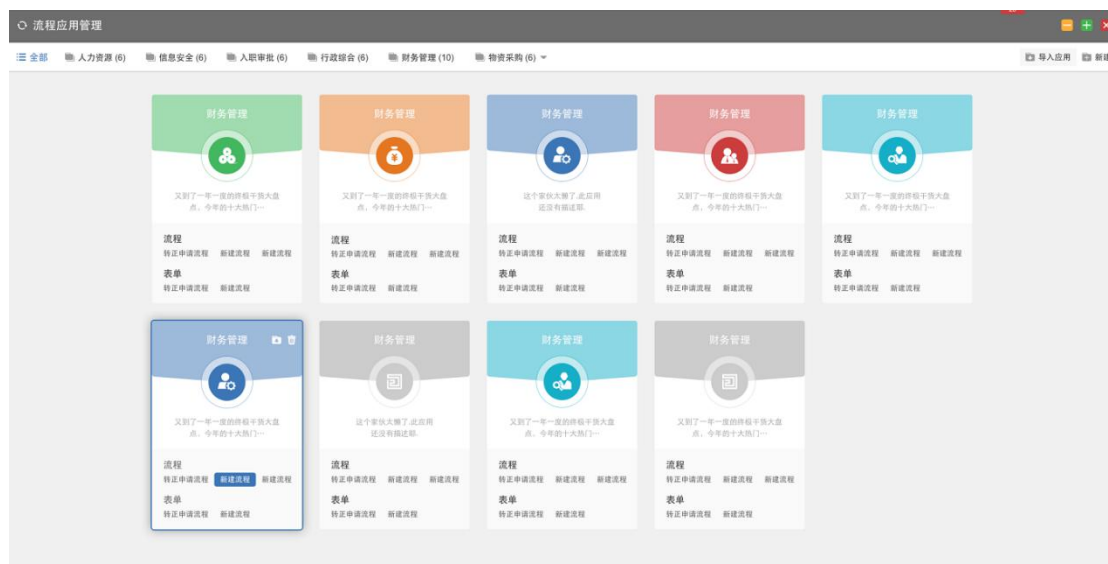 流程应用管理
全部 人力资源 (6) 信息安全 (6) 入职审批 (6) 行政综合 (6) 财务管理 (10) 物资采购 (6) 导入应用 新建
财务管理 财务管理 财务管理 财务管理 财务管理
又到了一年一度的终极干货大盘 又到了一年一度的终极干货大盘 这个家伙太懒了,此应用 又到了一年一度的终极干货大盘 又到了一年一度的终极干货大盘
点，今年的十大热门… 点，今年的十大热门… 还没有描述耶. 点，今年的十大热门… 点，今年的十大热门…
流程 流程 流程 流程 流程
转正申请流程 新建流程 新建流程 转正申请流程 新建流程 新建流程 转正申请流程 新建流程 新建流程 转正申请流程 新建流程 新建流程 转正申请流程 新建流程 新建流程
表单 表单 表单 表单 表单
转正申请流程 新建流程 转正申请流程 新建流程 转正申请流程 新建流程 转正申请流程 新建流程 转正申请流程 新建流程
财务管理 财务管理 财务管理 财务管理
又到了一年一度的终极干货大盘 这个家伙太懒了,此应用 又到了一年一度的终极干货大盘 又到了一年一度的终极干货大盘
点，今年的十大热门… 还没有描述耶. 点，今年的十大热门… 点，今年的十大热门…
流程 流程 流程 流程
转正申请流程 新建流程 新建流程 转正申请流程 新建流程 新建流程 转正申请流程 新建流程 新建流程 转正申请流程 新建流程 新建流程
表单 表单 表单 表单
转正申请流程 新建流程 转正申请流程 新建流程 转正申请流程 新建流程 转正申请流程 新建流程